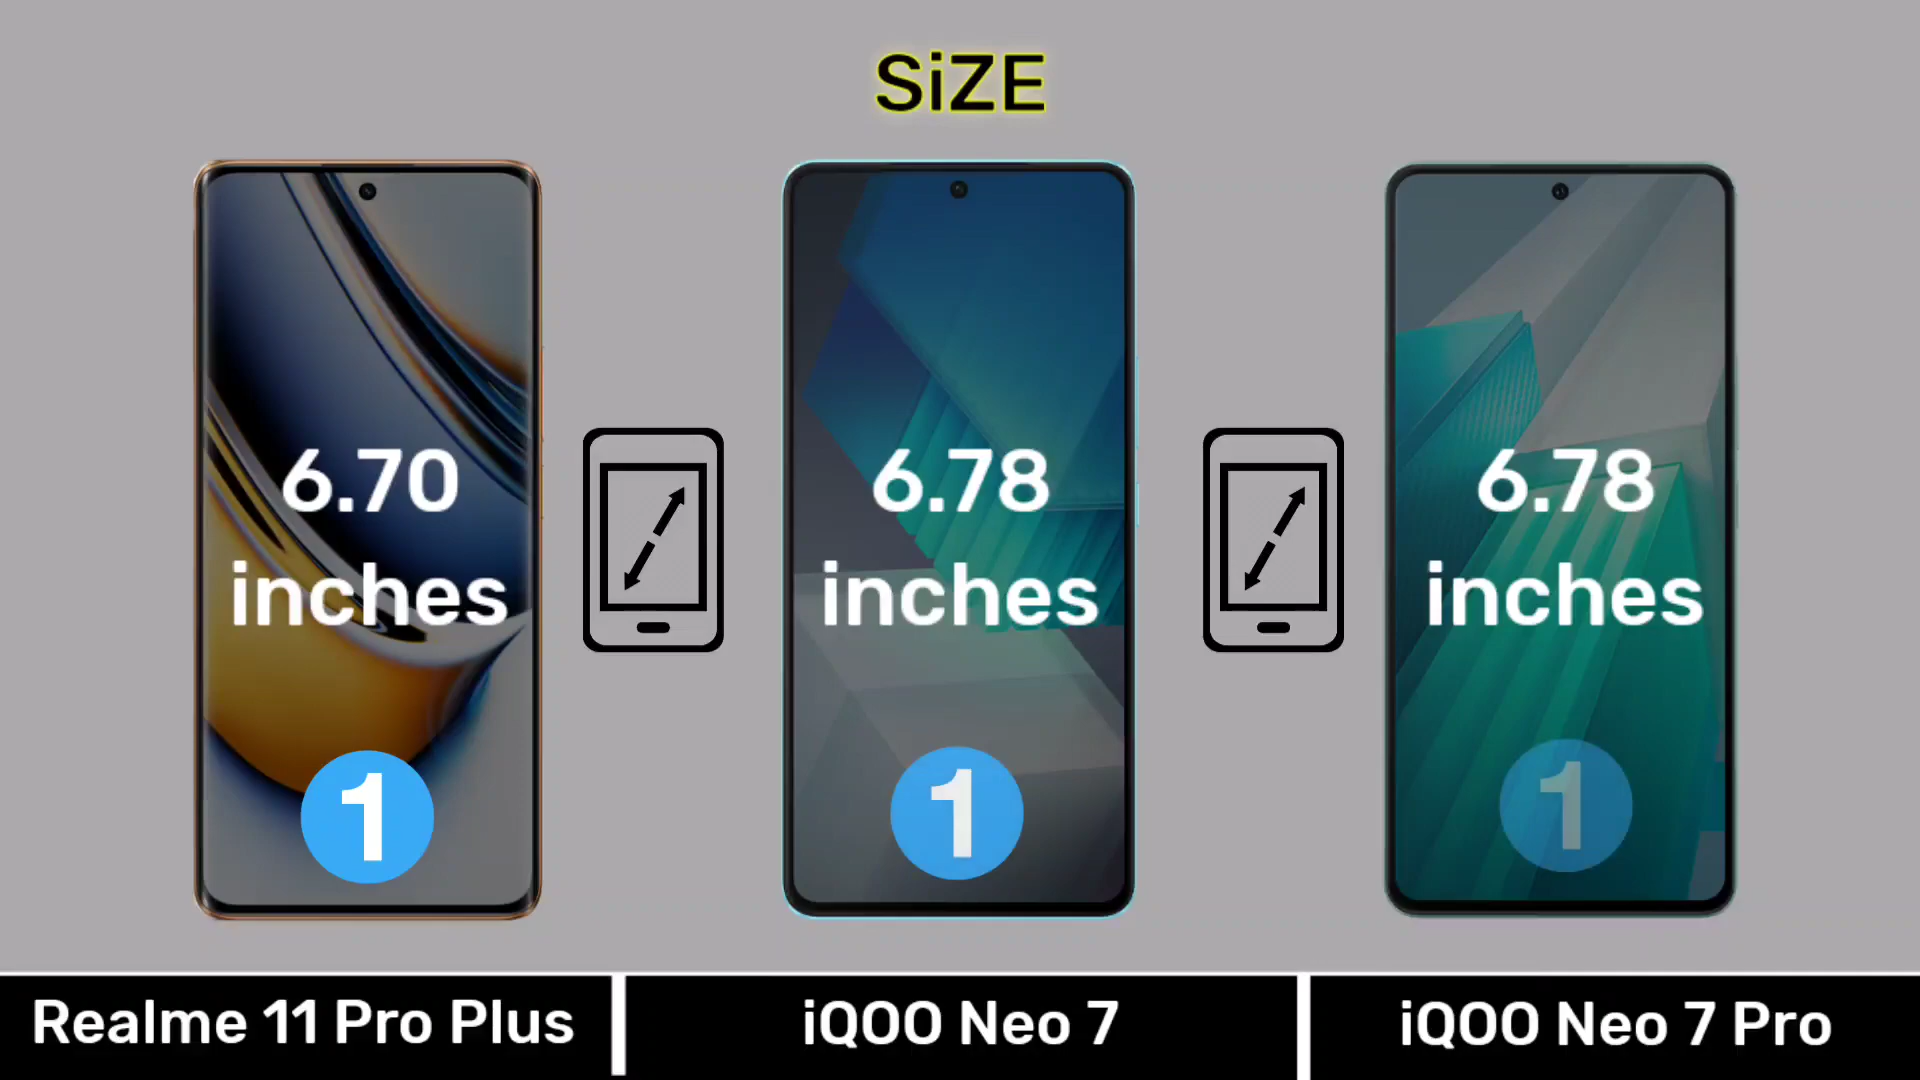 SiZE
6.70
inches
1
6.78
inches
1
6.78
inches
1
Realme 11 Pro Plus
iQOO Neo 7
iQOO Neo 7 Pro